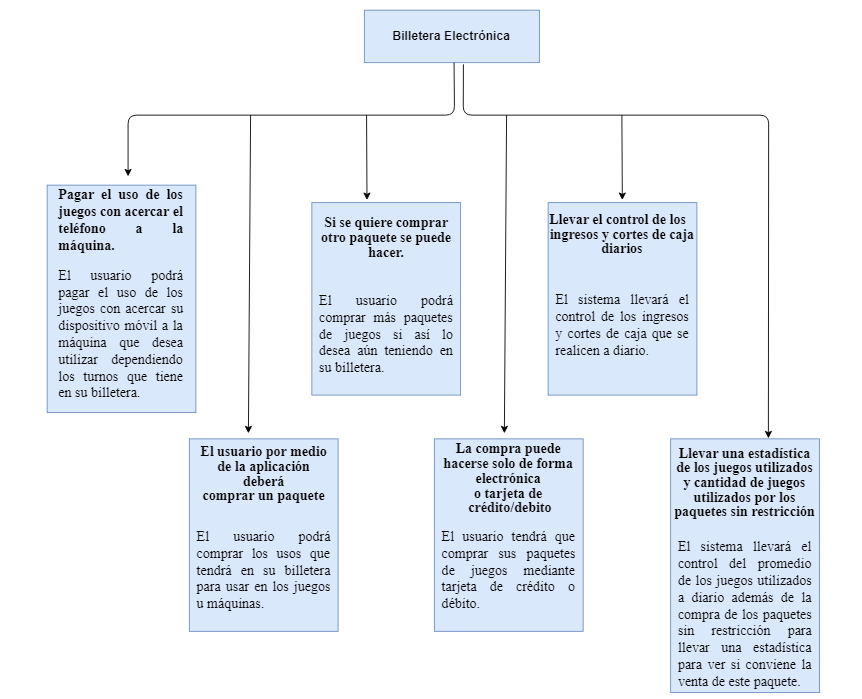 Billetera Electrónica
Pagar el uso de los
juegos con acercar el
teléfono a la
máquina.
El usuario podrá
pagar el uso de los
juegos con acercar su
dispositivo móvil a la
máquina que desea
utilizar dependiendo
los turnos que tiene
en su billetera.
Si se quiere comprar
otro paquete se puede
hacer.
El usuario podrá
comprar más paquetes
de juegos si así lo
desea aún teniendo en
su billetera.
Llevar el control de los
ingresos y cortes de caja
diarios
El sistema llevará el
control de los ingresos
y cortes de caja que se
realicen a diario.
El usuario por medio
de la aplicación
deberá
comprar un paquete
El usuario podrá
comprar los usos que
tendrá en su billetera
para usar en los juegos
u máquinas.
La compra puede
hacerse solo de forma
electrónica
o tarjeta de
crédito/debito
El usuario tendrá que
comprar sus paquetes
de juegos mediante
tarjeta de crédito o
débito.
Llevar una estadística
de los juegos utilizados
y cantidad de juegos
utilizados por los
paquetes sin restricción
El sistema llevará el
control del promedio
de los juegos utilizados
a diario además de la
compra de los paquetes
sin restricción para
llevar una estadística
para ver si conviene la
venta de este paquete.